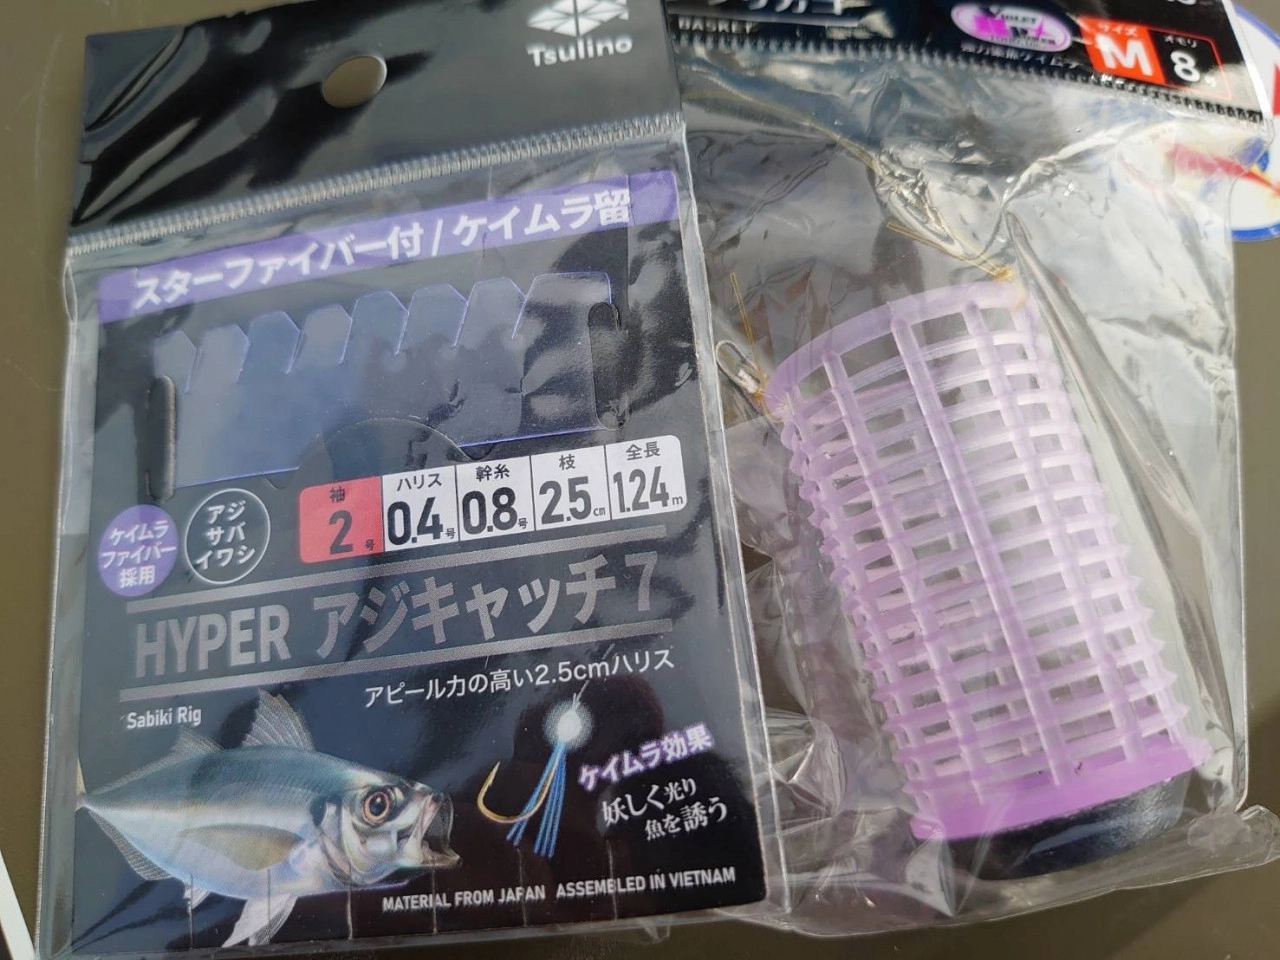 Tsulino
スターファイバー付/ケイムラ留
袖
2号
ハリス
0.4号
幹糸
0.8号
枝
2.5cm
全長
1.24m
ケイムラ
ファイバー
採用
アジ
サバ
イワシ
HYPER アジキャッチ7
アピール力の高い2.5cmハリス
Sabiki Rig
ケイムラ効果
妖しく光り
魚を誘う
MATERIAL FROM JAPAN ASSEMBLED IN VIETNAM
BASKET
VIOLET
サイズ
M
オモリ
8号